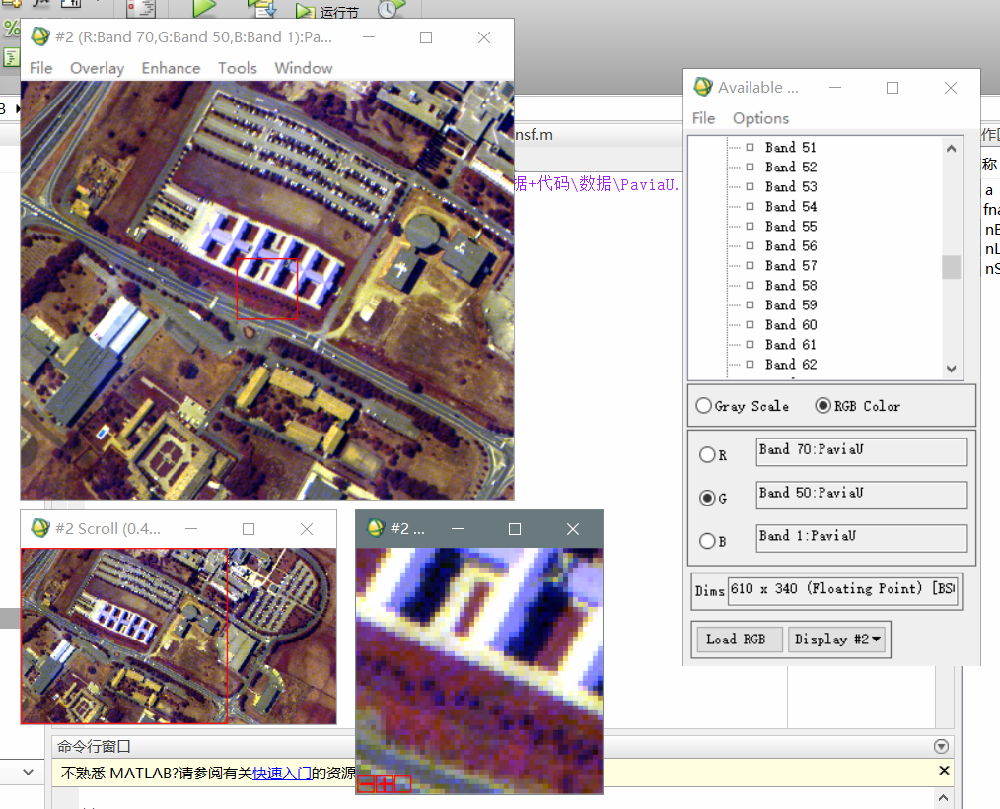 运行节
#2 (R:Band 70,G:Band 50,B:Band 1):Pa...
File Overlay Enhance Tools Window
B
nsf.m
据+代码\数据\PaviaU.
Available ...
File Options
Band 51
Band 52
Band 53
Band 54
Band 55
Band 56
Band 57
Band 58
Band 59
Band 60
Band 61
Band 62
Gray Scale RGB Color
R Band 70:PaviaU
G Band 50:PaviaU
B Band 1:PaviaU
Dims 610 x 340 (Floating Point) [BS
Load RGB Display #2
称
a
fna
nB
nL
nS
#2 Scroll (0.4...
#2 ...
命令行窗口
不熟悉 MATLAB?请参阅有关快速入门的资源